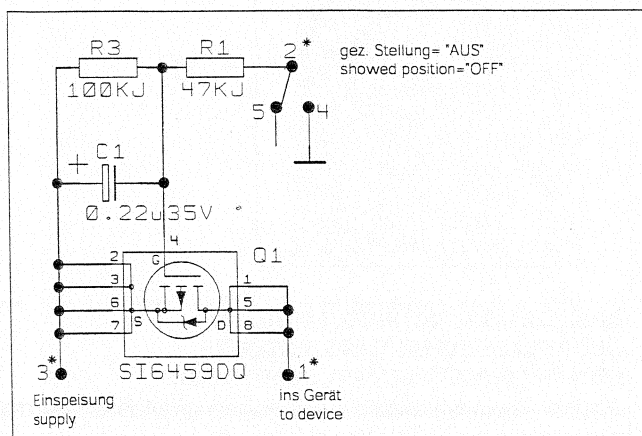 R3
R1
2*
gez. Stellung= "AUS"
showed position="OFF"
100KJ
47KJ
5
4
+
C1
0.22u35V
4
G
Q1
2
3
6
7
S
D
1
5
8
3*
SI6459DQ
1*
Einspeisung
supply
ins Gerät
to device